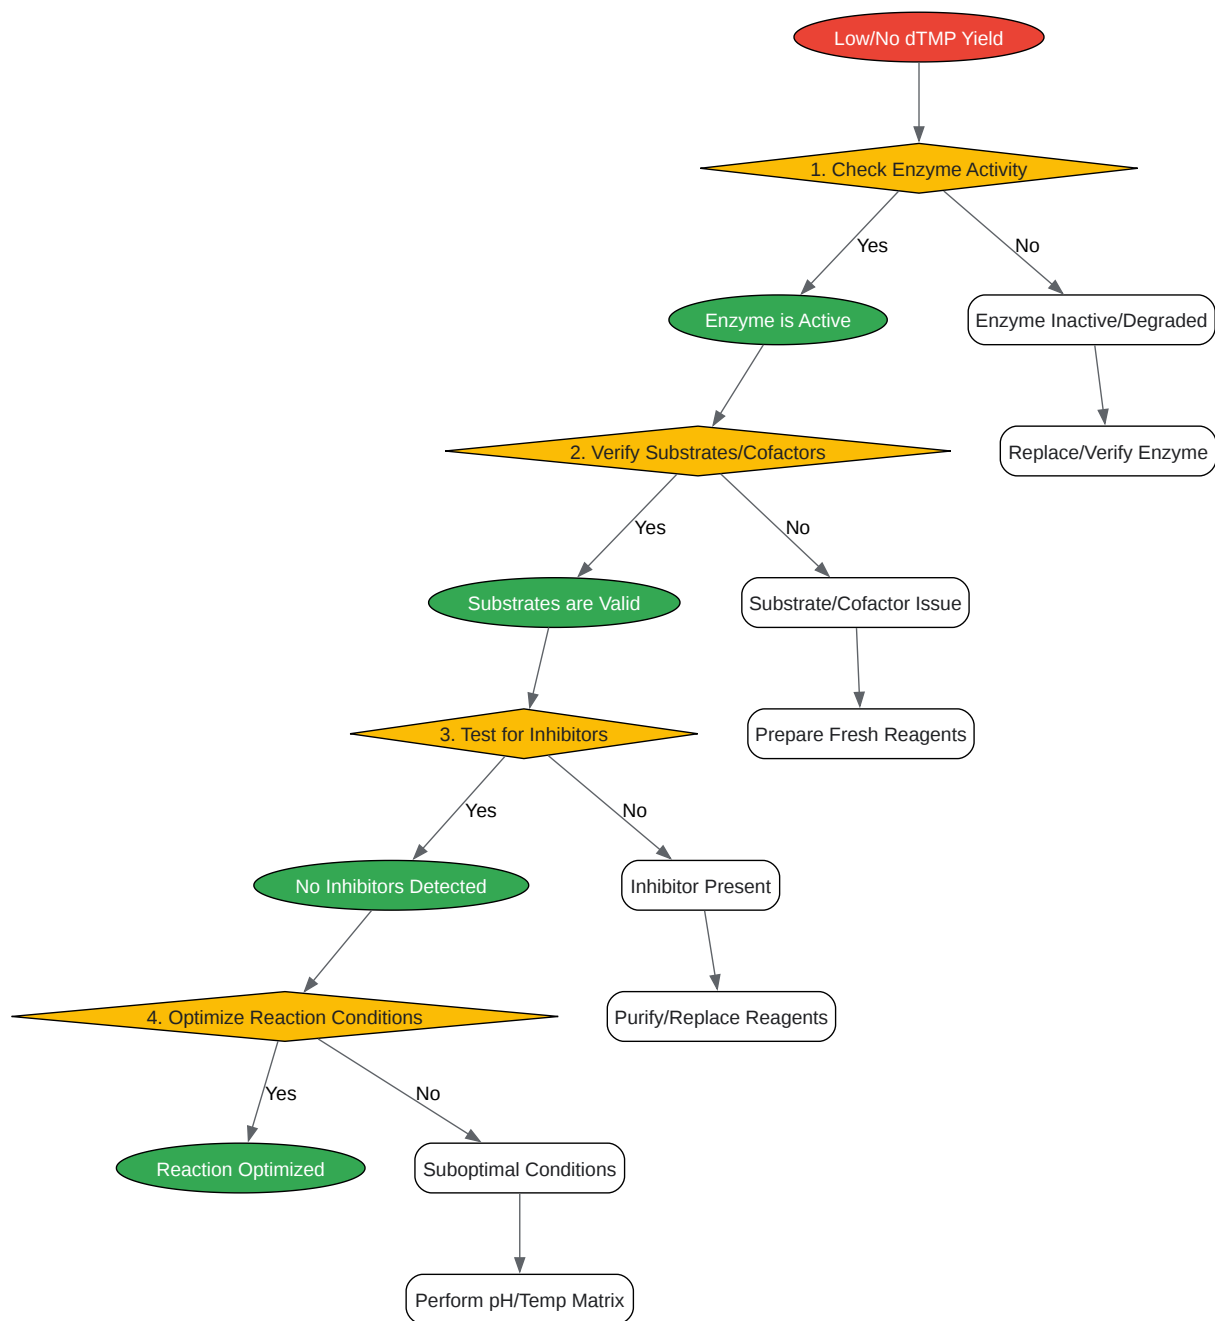 Low/No dTMP Yield
1. Check Enzyme Activity
Yes
No
Enzyme is Active
Enzyme Inactive/Degraded
2. Verify Substrates/Cofactors
Replace/Verify Enzyme
Yes
No
Substrates are Valid
Substrate/Cofactor Issue
3. Test for Inhibitors
Prepare Fresh Reagents
Yes
No
No Inhibitors Detected
Inhibitor Present
4. Optimize Reaction Conditions
Purify/Replace Reagents
Yes
No
Reaction Optimized
Suboptimal Conditions
Perform pH/Temp Matrix